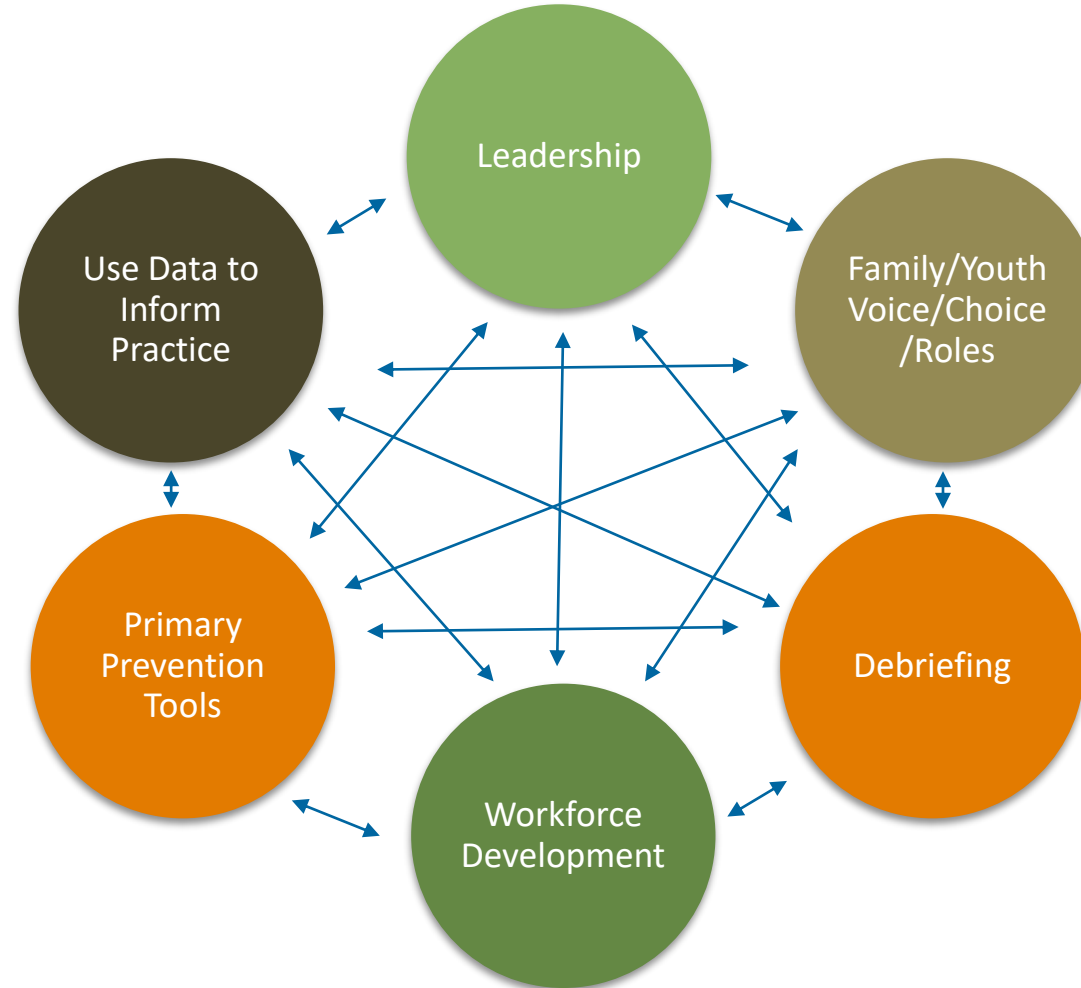 Leadership
Use Data to
Inform
Practice
Family/Youth
Voice/Choice
/Roles
Primary
Prevention
Tools
Debriefing
Workforce
Development